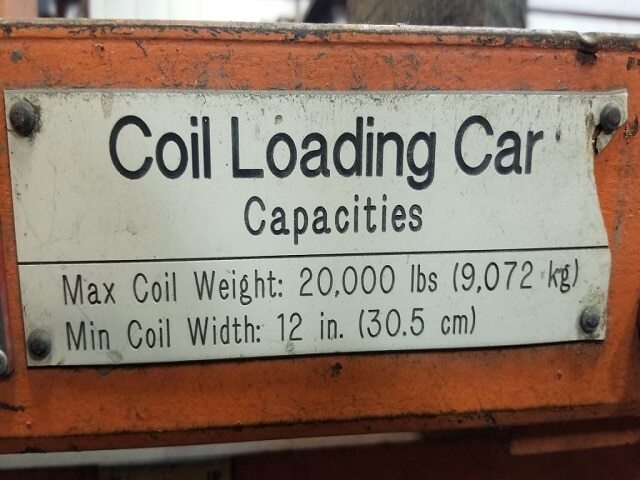 Coil Loading Car
Capacities
Max Coil Weight: 20,000 lbs (9,072 kg)
Min Coil Width: 12 in. (30.5 cm)